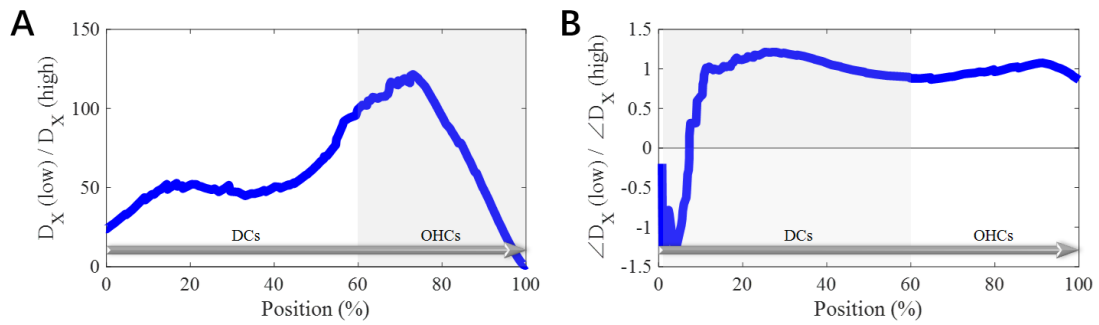 A
D_X (low) / D_X (high)
150
100
50
0
DCs
OHCs
0
20
40
60
80
100
Position (%)
B
∠D_X (low) / ∠D_X (high)
1.5
1
0.5
0
-0.5
-1
-1.5
DCs
OHCs
0
20
40
60
80
100
Position (%)